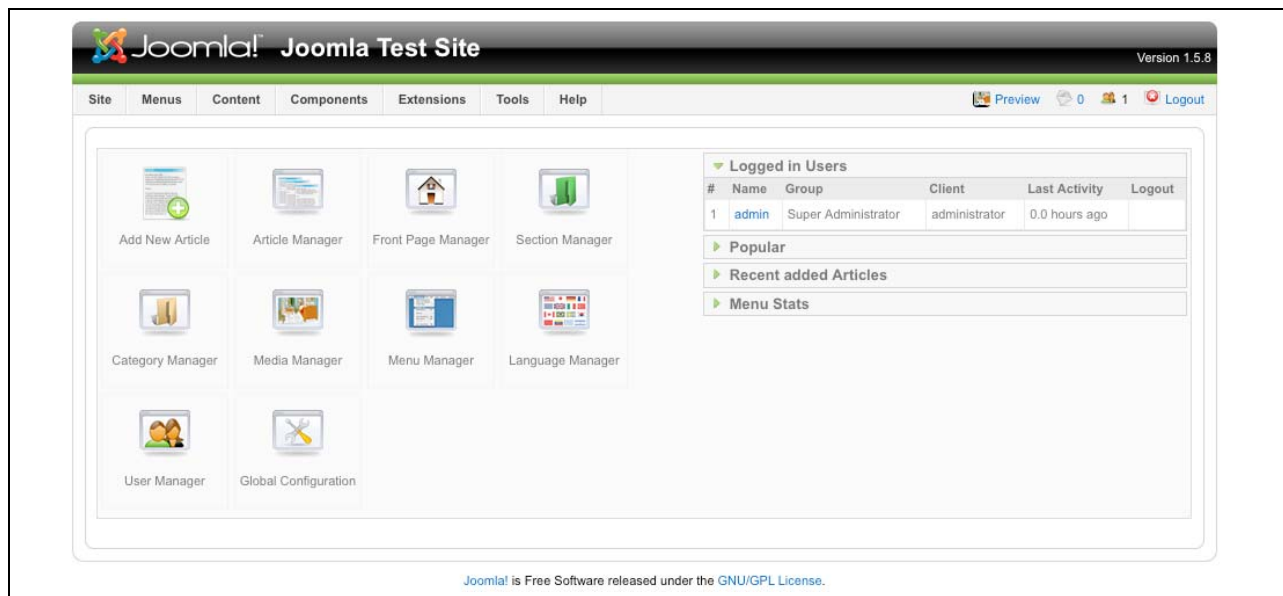 Joomla! Joomla Test Site
Version 1.5.8
Site Menus Content Components Extensions Tools Help Preview 0 1 Logout
Add New Article Article Manager Front Page Manager Section Manager
Category Manager Media Manager Menu Manager Language Manager
User Manager Global Configuration
Logged in Users
# Name Group Client Last Activity Logout
1 admin Super Administrator administrator 0.0 hours ago
Popular
Recent added Articles
Menu Stats
Joomla! is Free Software released under the GNU/GPL License.